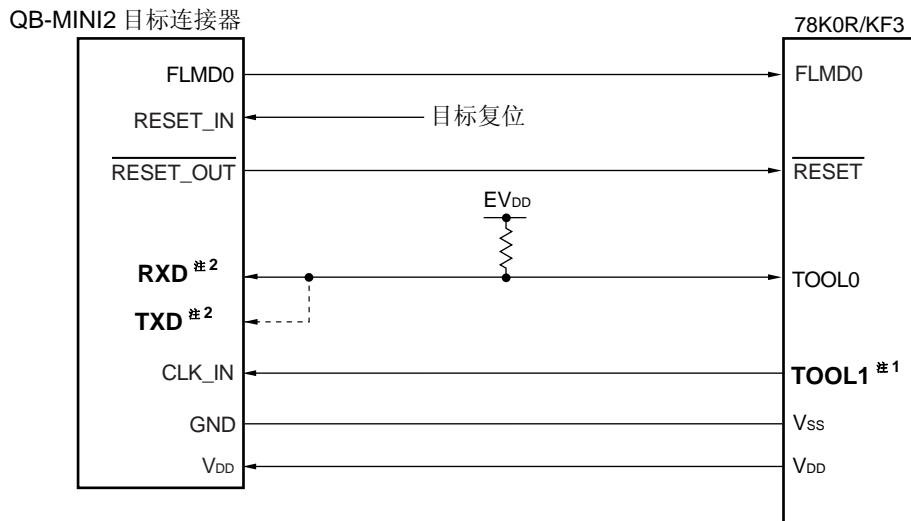 QB-MINI2 目标连接器
78K0R/KF3
FLMD0
FLMD0
RESET_IN
目标复位
RESET_OUT
RESET
EVDD
RXD 注 2
TOOL0
TXD 注 2
CLK_IN
TOOL1 注 1
GND
VSS
VDD
VDD